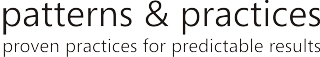 patterns & practices
proven practices for predictable results